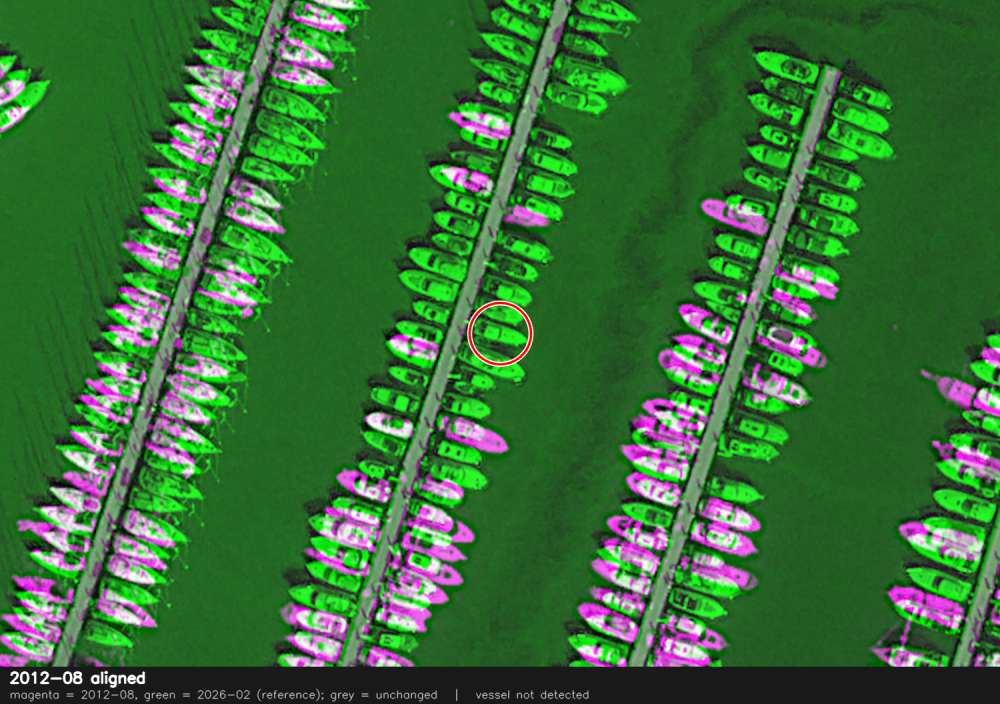 2012-08 aligned
magenta = 2012-08, green = 2026-02 (reference); grey = unchanged | vessel not detected